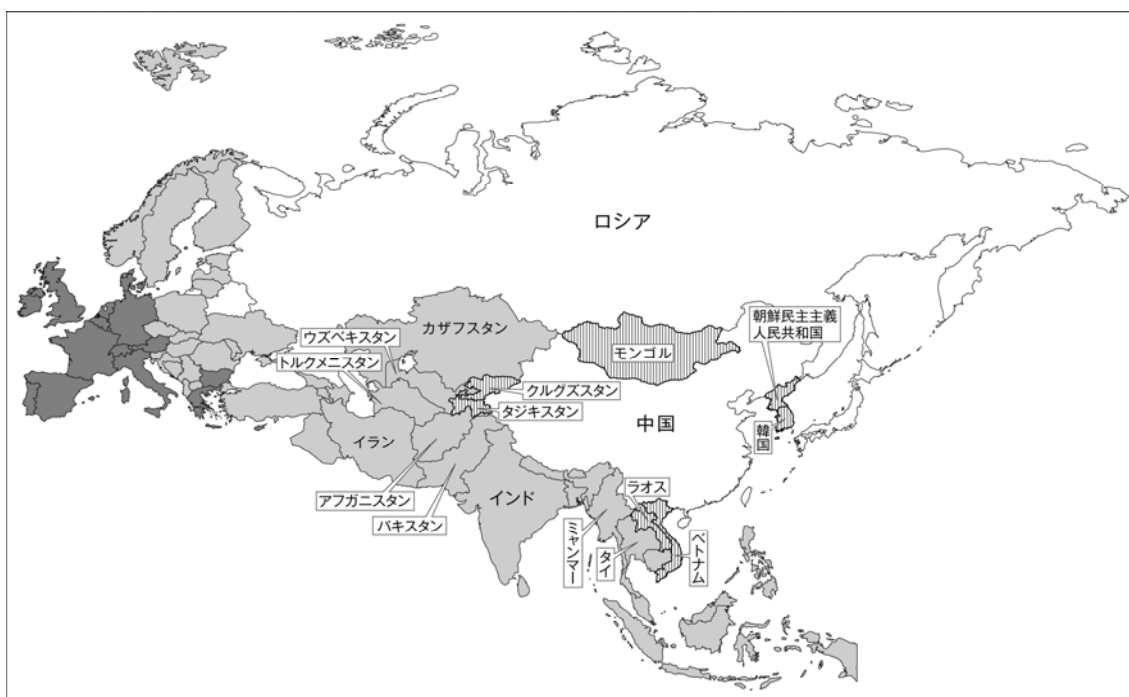 ロシア
朝鮮民主主義
人民共和国
カザフスタン
ウズベキスタン
モンゴル
トルクメニスタン
クルグズスタン
タジキスタン
中国
韓国
イラン
アフガニスタン
パキスタン
インド
ラオス
ミャンマー
タイ
ベトナム